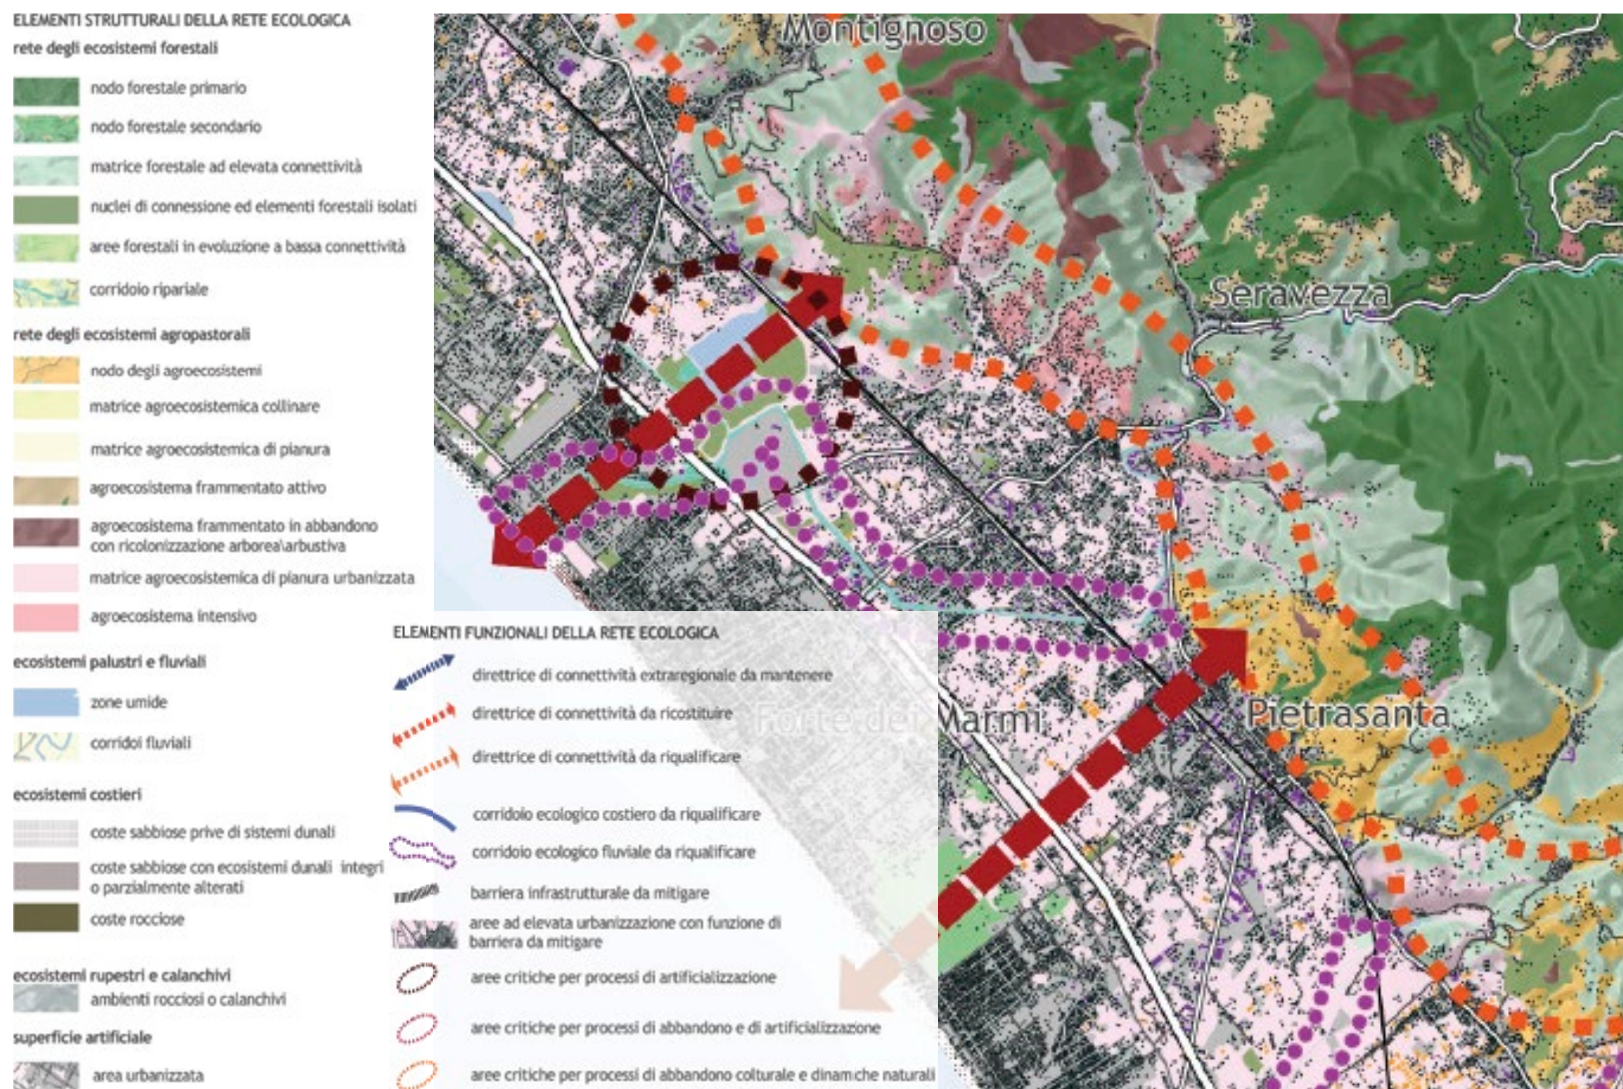 ELEMENTI STRUTTURALI DELLA RETE ECOLOGICA
rete degli ecosistemi forestali
nodo forestale primario
nodo forestale secondario
matrice forestale ad elevata connettività
nuclei di connessione ed elementi forestali isolati
aree forestali in evoluzione a bassa connettività
corridoio ripariale
rete degli ecosistemi agropastorali
nodo degli agroecosistemi
matrice agroecosistemica collinare
matrice agroecosistemica di pianura
agroecosistema frammentato attivo
agroecosistema frammentato in abbandono
con ricolonizzazione arborea\arbustiva
matrice agroecosistemica di pianura urbanizzata
agroecosistema intensivo
ecosistemi palustri e fluviali
zone umide
corridoi fluviali
ecosistemi costieri
coste sabbiose prive di sistemi dunali
coste sabbiose con ecosistemi dunali integri
o parzialmente alterati
coste rocciose
ecosistemi rupestri e calanchivi
ambienti rocciosi o calanchivi
superficie artificiale
area urbanizzata
ELEMENTI FUNZIONALI DELLA RETE ECOLOGICA
direttrice di connettività extraregionale da mantenere
direttrice di connettività da ricostituire
direttrice di connettività da riqualificare
corridoio ecologico costiero da riqualificare
corridoio ecologico fluviale da riqualificare
barriera infrastrutturale da mitigare
aree ad elevata urbanizzazione con funzione di
barriera da mitigare
aree critiche per processi di artificializzazione
aree critiche per processi di abbandono e di artificializzazione
aree critiche per processi di abbandono colturale e dinamiche naturali
Montignoso
Seravezza
Forte dei Marmi
Pietrasanta